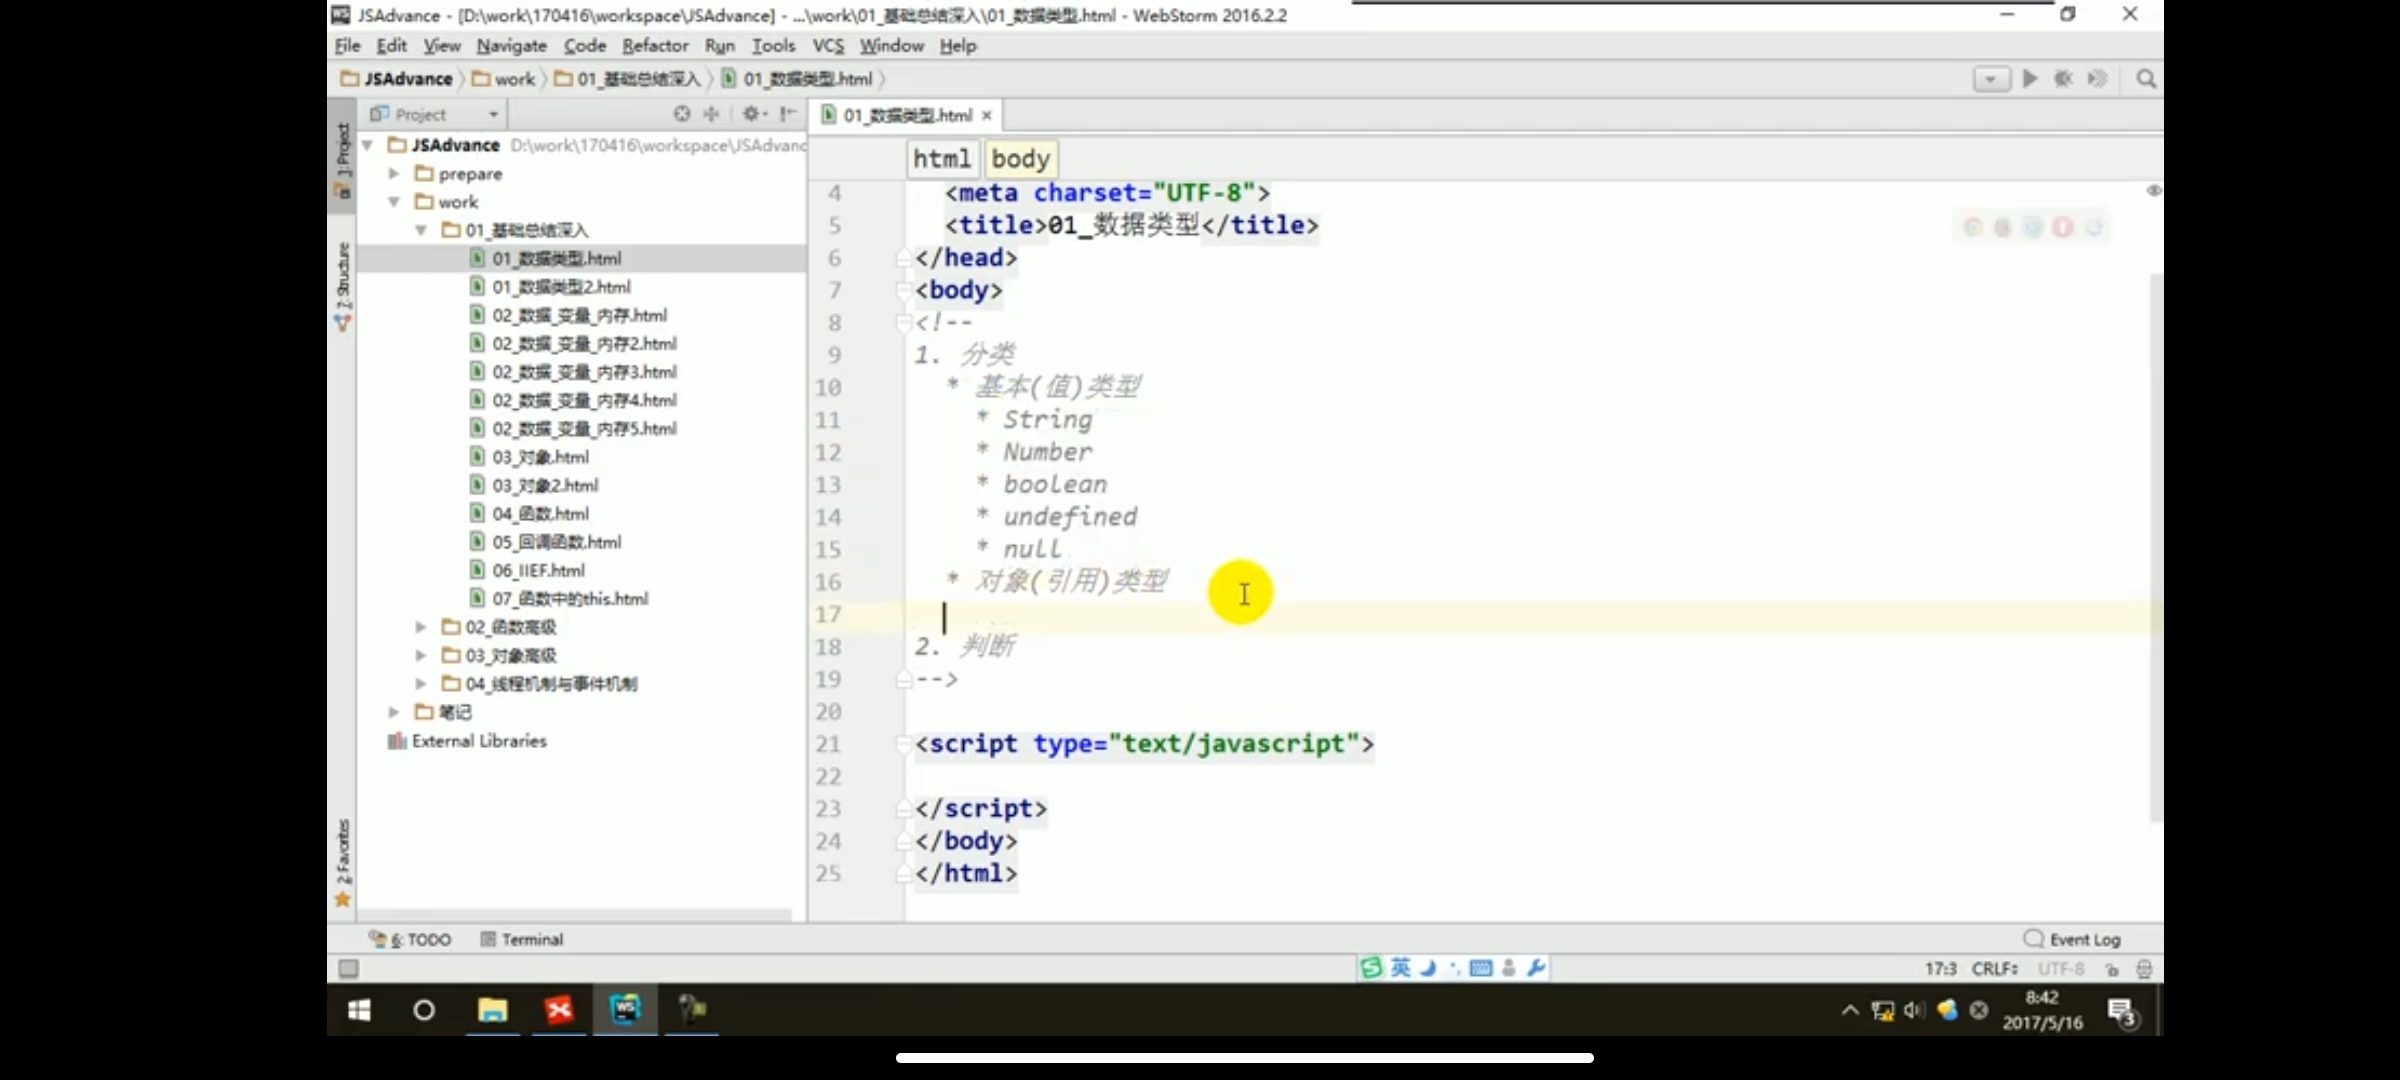 JSAdvance - [D:\work\170416\workspace\JSAdvance] - ...\work\01_基础总结深入\01_数据类型.html - WebStorm 2016.2.2
File Edit View Navigate Code Refactor Run Tools VCS Window Help
JSAdvance work 01_基础总结深入 01_数据类型.html
Project
01_数据类型.html
1: Project
7: Structure
2: Favorites
JSAdvance D:\work\170416\workspace\JSAdvanc
prepare
work
01_基础总结深入
01_数据类型.html
01_数据类型2.html
02_数据_变量_内存.html
02_数据_变量_内存2.html
02_数据_变量_内存3.html
02_数据_变量_内存4.html
02_数据_变量_内存5.html
03_对象.html
03_对象2.html
04_函数.html
05_回调函数.html
06_IIEF.html
07_函数中的this.html
02_函数高级
03_对象高级
04_线程机制与事件机制
笔记
External Libraries
html body
4 <meta charset="UTF-8">
5 <title>01_数据类型</title>
6 </head>
7 <body>
8 <!--
9 1. 分类
10 * 基本(值)类型
11 * String
12 * Number
13 * boolean
14 * undefined
15 * null
16 * 对象(引用)类型
17
18 2. 判断
19 -->
20
21 <script type="text/javascript">
22
23 </script>
24 </body>
25 </html>
6: TODO Terminal Event Log
英 17:3 CRLF UTF-8
WS
8:42
2017/5/16
3